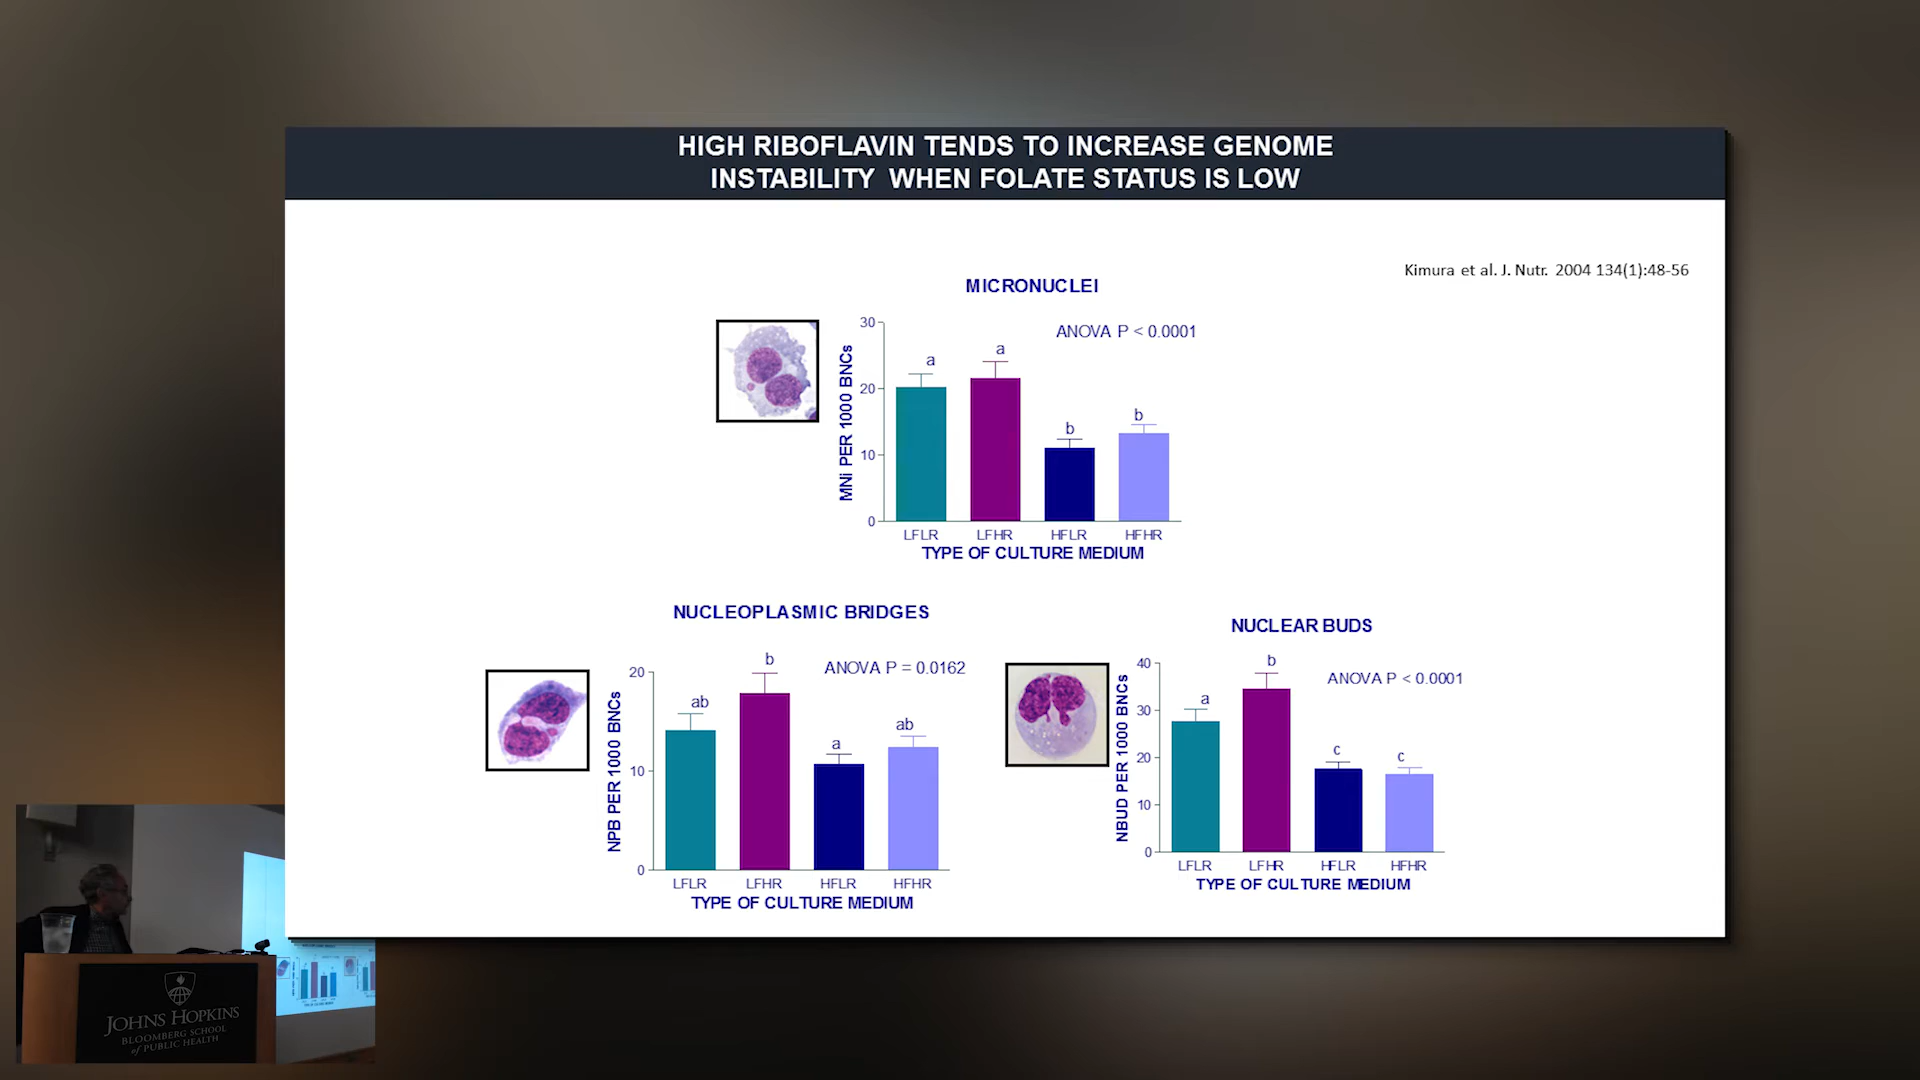 HIGH RIBOFLAVIN TENDS TO INCREASE GENOME
INSTABILITY WHEN FOLATE STATUS IS LOW
Kimura et al. J. Nutr. 2004 134(1):48-56
MICRONUCLEI
ANOVA P < 0.0001
MNi PER 1000 BNCs
30
20
10
0
a
a
b
b
LFLR LFHR HFLR HFHR
TYPE OF CULTURE MEDIUM
NUCLEOPLASMIC BRIDGES
ANOVA P = 0.0162
NPB PER 1000 BNCs
20
10
0
ab
b
a
ab
LFLR LFHR HFLR HFHR
TYPE OF CULTURE MEDIUM
NUCLEAR BUDS
ANOVA P < 0.0001
NBUD PER 1000 BNCs
40
30
20
10
0
a
b
c
c
LFLR LFHR HFLR HFHR
TYPE OF CULTURE MEDIUM
JOHNS HOPKINS
BLOOMBERG SCHOOL
of PUBLIC HEALTH